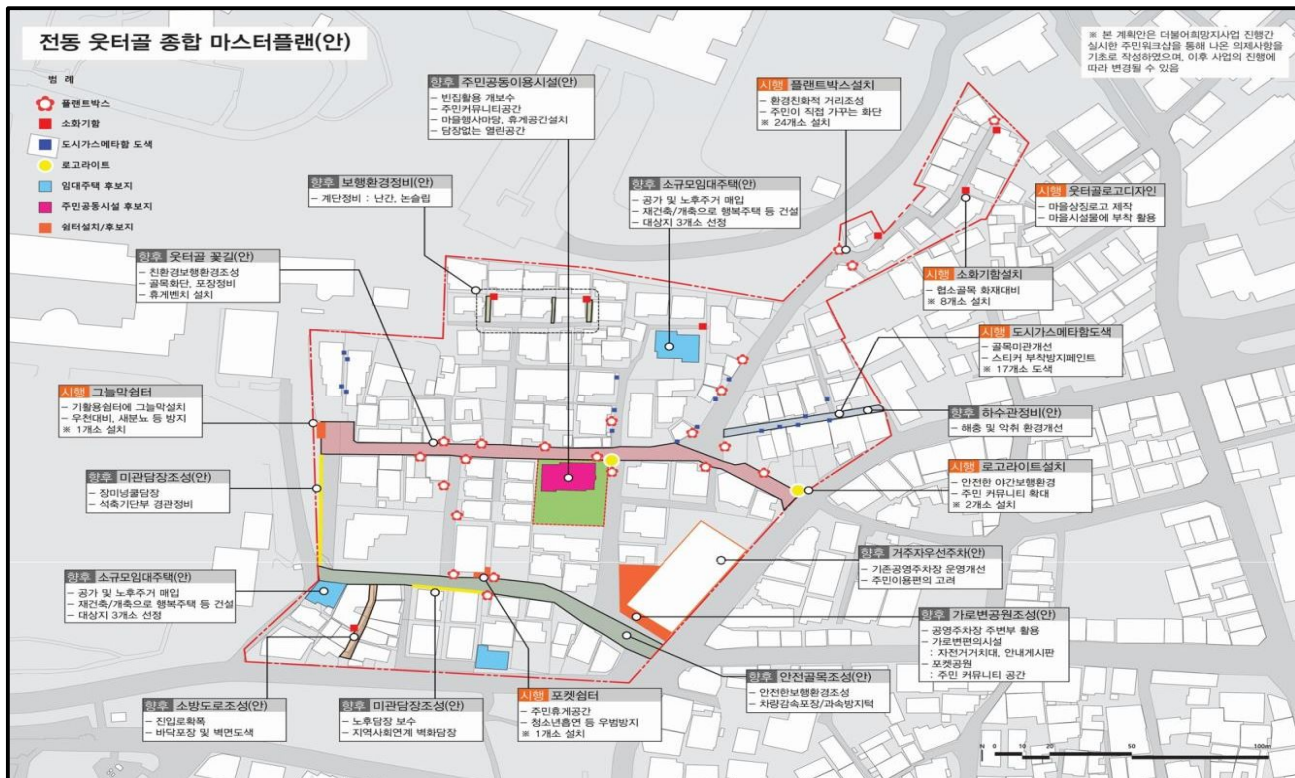 전동 웃터골 종합 마스터플랜(안)
※ 본 계획안은 더불어희망지사업 진행간
실시한 주민워크샵을 통해 나온 의제사항을
기초로 작성하였으며, 이후 사업의 진행에
따라 변경될 수 있음
범 례
플랜트박스
소화기함
도시가스메타함 도색
로고라이트
임대주택 후보지
주민공동시설 후보지
쉼터설치/후보지
향후 주민공동이용시설(안)
- 빈집활용 개보수
- 주민커뮤니티공간
- 마을행사마당, 휴게공간설치
- 담장없는 열린공간
시행 플랜트박스설치
- 환경친화적 거리조성
- 주민이 직접 가꾸는 화단
※ 24개소 설치
향후 보행환경정비(안)
- 계단정비 : 난간, 논슬립
향후 소규모임대주택(안)
- 공가 및 노후주거 매입
- 재건축/개축으로 행복주택 등 건설
- 대상지 3개소 선정
시행 웃터골로고디자인
- 마을상징로고 제작
- 마을시설물에 부착 활용
향후 웃터골 꽃길(안)
- 친환경보행환경조성
- 골목화단, 포장정비
- 휴게벤치 설치
시행 소화기함설치
- 협소골목 화재대비
※ 8개소 설치
시행 도시가스메타함도색
- 골목미관개선
- 스티커 부착방지페인트
※ 17개소 도색
시행 그늘막쉼터
- 기활용쉼터에 그늘막설치
- 우천대비, 새분뇨 등 방지
※ 1개소 설치
향후 하수관정비(안)
- 해충 및 악취 환경개선
향후 미관담장조성(안)
- 장미넝쿨담장
- 석축기단부 경관정비
시행 로고라이트설치
- 안전한 야간보행환경
- 주민 커뮤니티 확대
※ 2개소 설치
향후 거주자우선주차(안)
- 기존공영주차장 운영개선
- 주민이용편의 고려
향후 소규모임대주택(안)
- 공가 및 노후주거 매입
- 재건축/개축으로 행복주택 등 건설
- 대상지 3개소 선정
향후 가로변공원조성(안)
- 공영주차장 주변부 활용
- 가로변편의시설
: 자전거거치대, 안내게시판
- 포켓공원
: 주민 커뮤니티 공간
향후 소방도로조성(안)
- 진입로확폭
- 바닥포장 및 벽면도색
향후 미관담장조성(안)
- 노후담장 보수
- 지역사회연계 벽화담장
시행 포켓쉼터
- 주민휴게공간
- 청소년흡연 등 우범방지
※ 1개소 설치
향후 안전골목조성(안)
- 안전한보행환경조성
- 차량감속포장/과속방지턱
N 0 10 20 50 100m